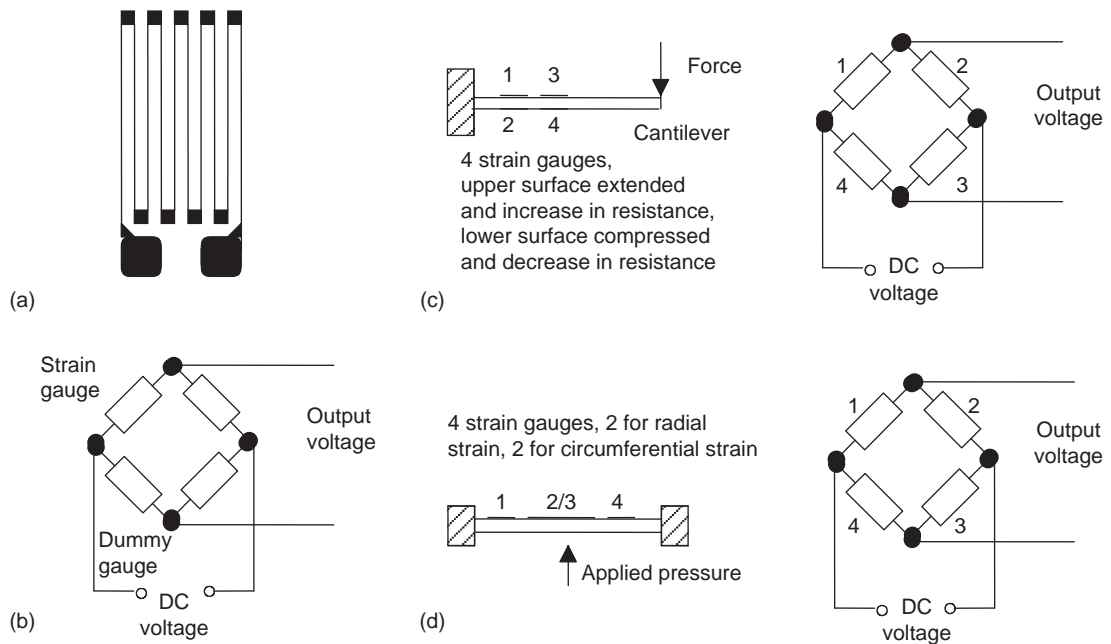 (a)
1 3
Force
2 4
Cantilever
4 strain gauges,
upper surface extended
and increase in resistance,
lower surface compressed
and decrease in resistance
(c)
1
2
Output
voltage
4
3
DC
voltage
Strain
gauge
Output
voltage
Dummy
gauge
DC
voltage
(b)
4 strain gauges, 2 for radial
strain, 2 for circumferential strain
1 2/3 4
Applied pressure
(d)
1
2
Output
voltage
4
3
DC
voltage